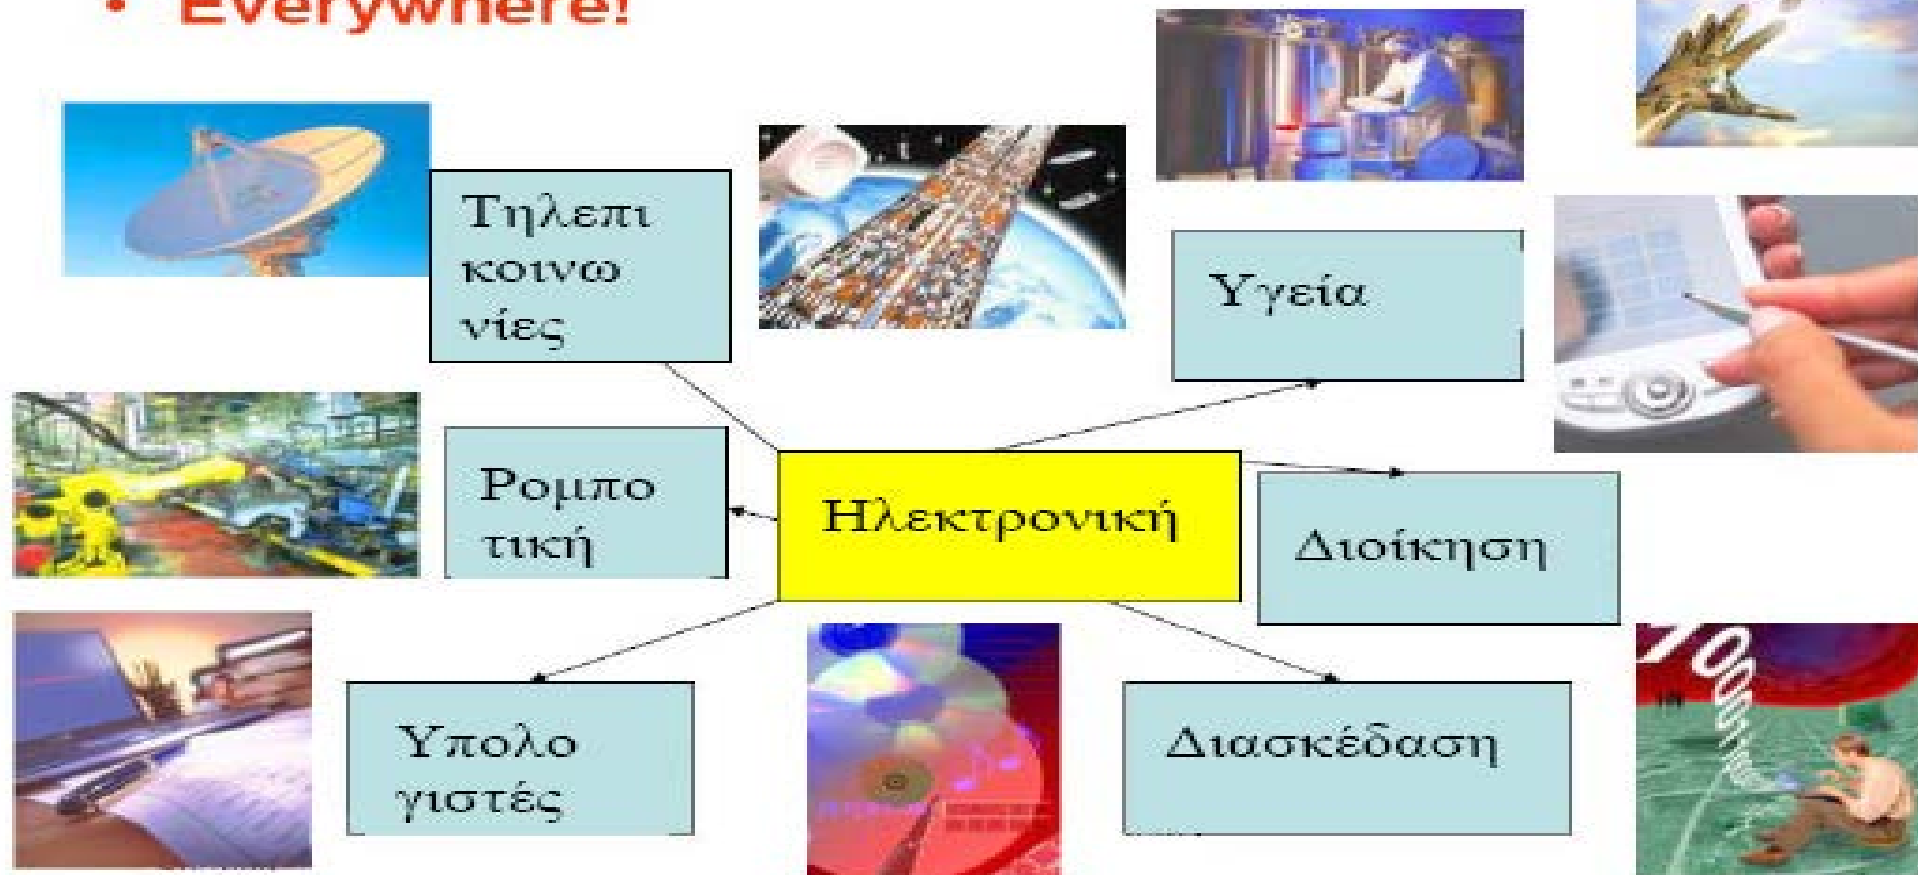 • Everywhere!
Τηλεπι
κοινω
νίες
Υγεία
Ρομπο
τική
Ηλεκτρονική
Διοίκηση
Υπολο
γιστές
Διασκέδαση